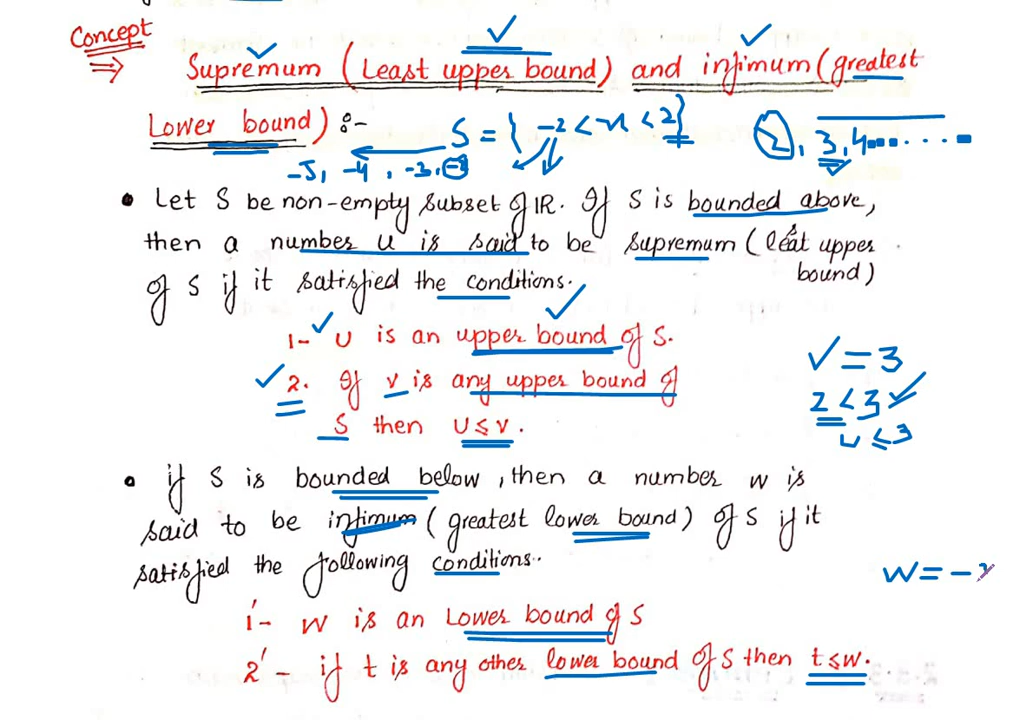 Concept
⇒ Supremum (Least upper bound) and infimum (greatest
Lower bound) :-
S = { -2 < x < 2 } 2, 3, 4 . . . . . . .
-5, -4, -3, -2
• Let S be non-empty subset of IR. If S is bounded above,
then a number u is said to be supremum (leat upper
bound)
of S if it satisfied the conditions.
1- U is an upper bound of S.
2. If v is any upper bound of
S then U ≤ v.
v = 3
2 < 3
u ≤ 3
• if S is bounded below, then a number w is
said to be infimum (greatest lower bound) of S if it
satisfied the following conditions.
w = -2
1'- w is an Lower bound of S
2'- if t is any other lower bound of S then t ≤ w.